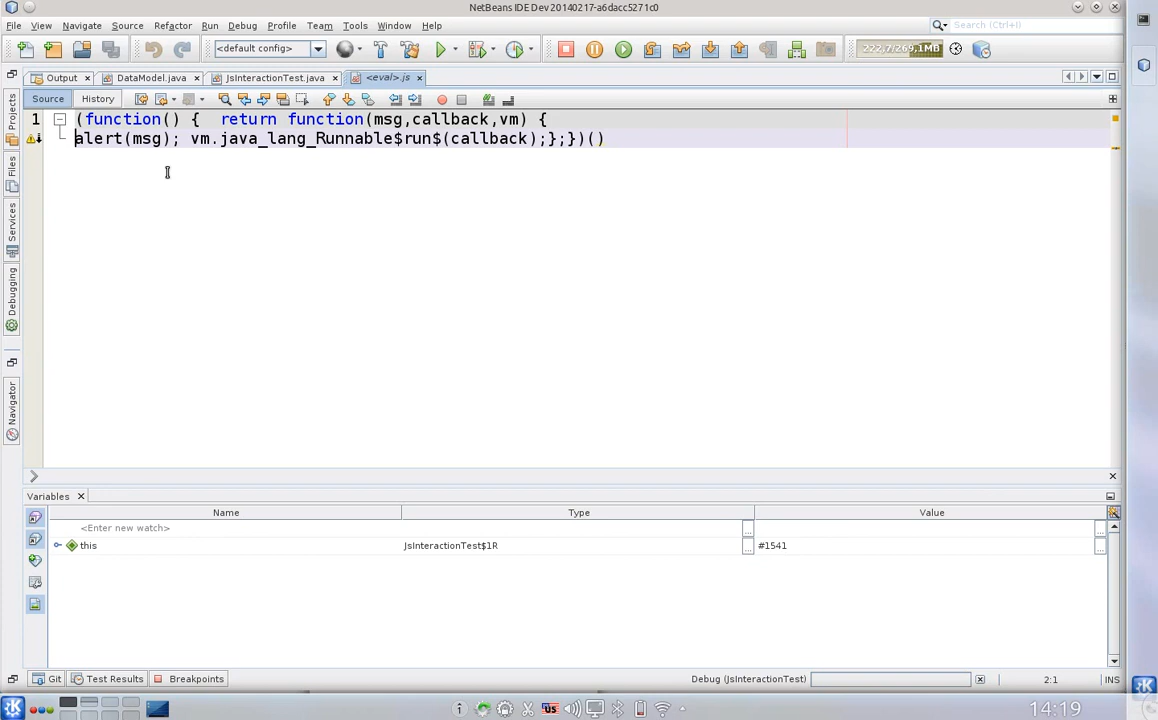 NetBeans IDE Dev 20140217-a6dacc5271c0
File View Navigate Source Refactor Run Debug Profile Team Tools Window Help
Search (Ctrl+I)
<default config>
222,7/269,1MB
Output DataModel.java JsInteractionTest.java <eval>.js
Source History
Projects
Files
Services
Debugging
Navigator
1 (function() { return function(msg,callback,vm) {
alert(msg); vm.java_lang_Runnable$run$(callback);};})()
Variables
Name Type Value
<Enter new watch>
this JsInteractionTest$1R #1541
Git Test Results Breakpoints Debug (JsInteractionTest) 2:1 INS
US 14:19